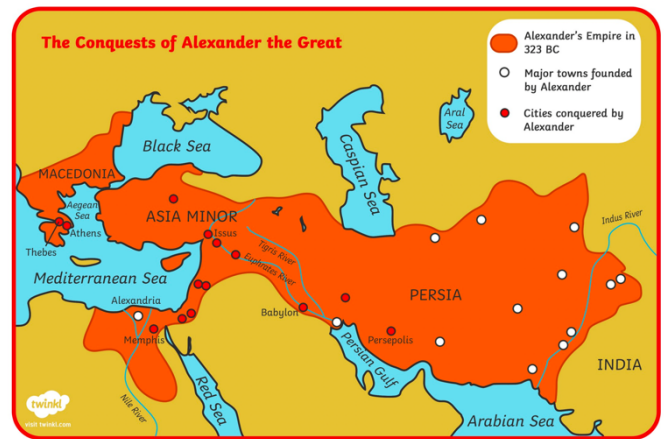 The Conquests of Alexander the Great
Alexander's Empire in
323 BC
Major towns founded
by Alexander
Cities conquered by
Alexander
Aral
Sea
Black Sea
Caspian Sea
MACEDONIA
Aegean
Sea
ASIA MINOR
Athens
Thebes
Issus
Tigris River
Euphrates River
Indus River
Mediterranean Sea
Alexandria
Babylon
PERSIA
Memphis
Persepolis
Persian Gulf
INDIA
Nile River
Red Sea
Arabian Sea
twinkl
visit twinkl.com